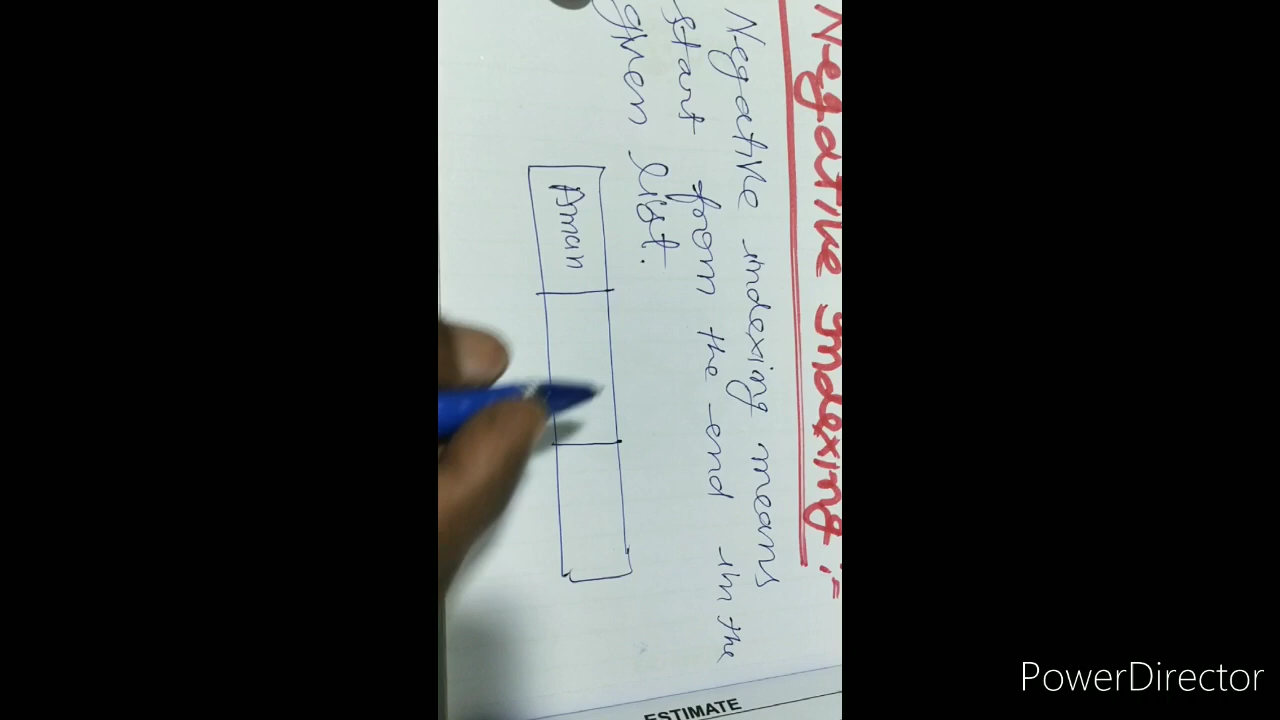 Negative Indexing :-
Negative indexing means
start from the end in the
given list.
Aman
ESTIMATE
PowerDirector